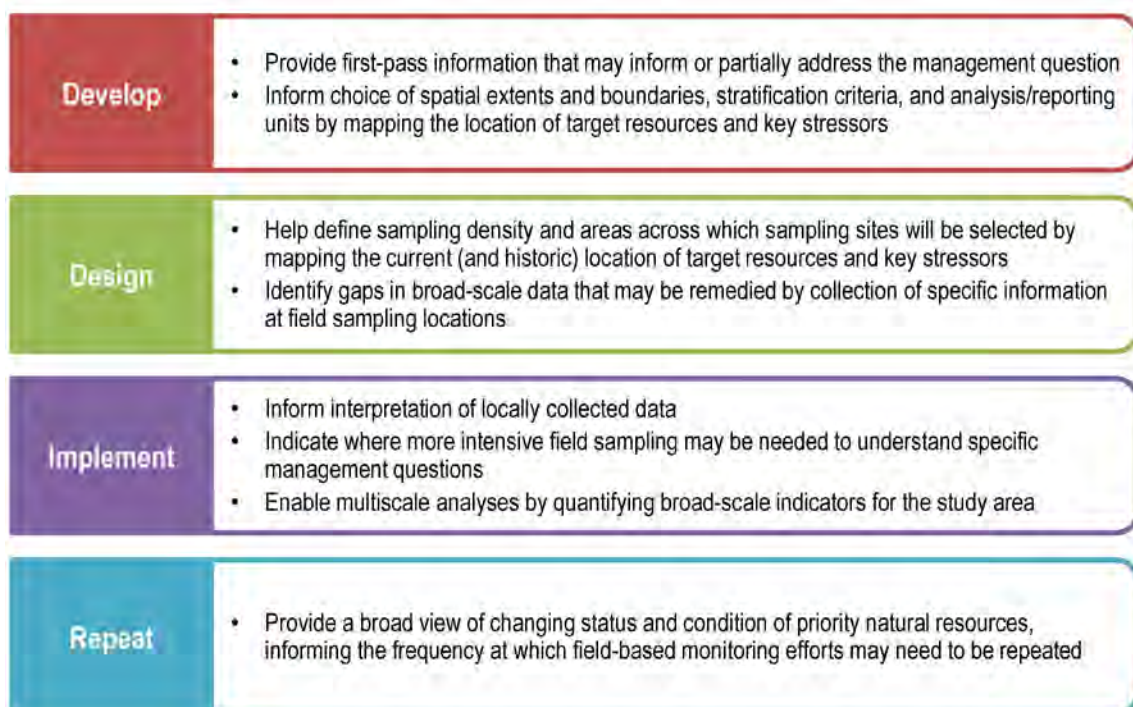 Develop
• Provide first-pass information that may inform or partially address the management question
• Inform choice of spatial extents and boundaries, stratification criteria, and analysis/reporting
units by mapping the location of target resources and key stressors
Design
• Help define sampling density and areas across which sampling sites will be selected by
mapping the current (and historic) location of target resources and key stressors
• Identify gaps in broad-scale data that may be remedied by collection of specific information
at field sampling locations
Implement
• Inform interpretation of locally collected data
• Indicate where more intensive field sampling may be needed to understand specific
management questions
• Enable multiscale analyses by quantifying broad-scale indicators for the study area
Repeat
• Provide a broad view of changing status and condition of priority natural resources,
informing the frequency at which field-based monitoring efforts may need to be repeated